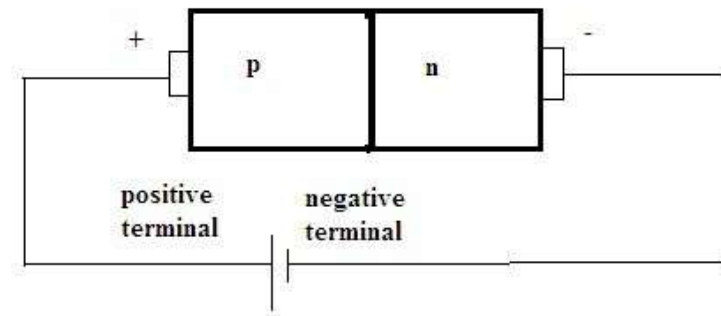 +
-
p
n
positive
terminal
negative
terminal